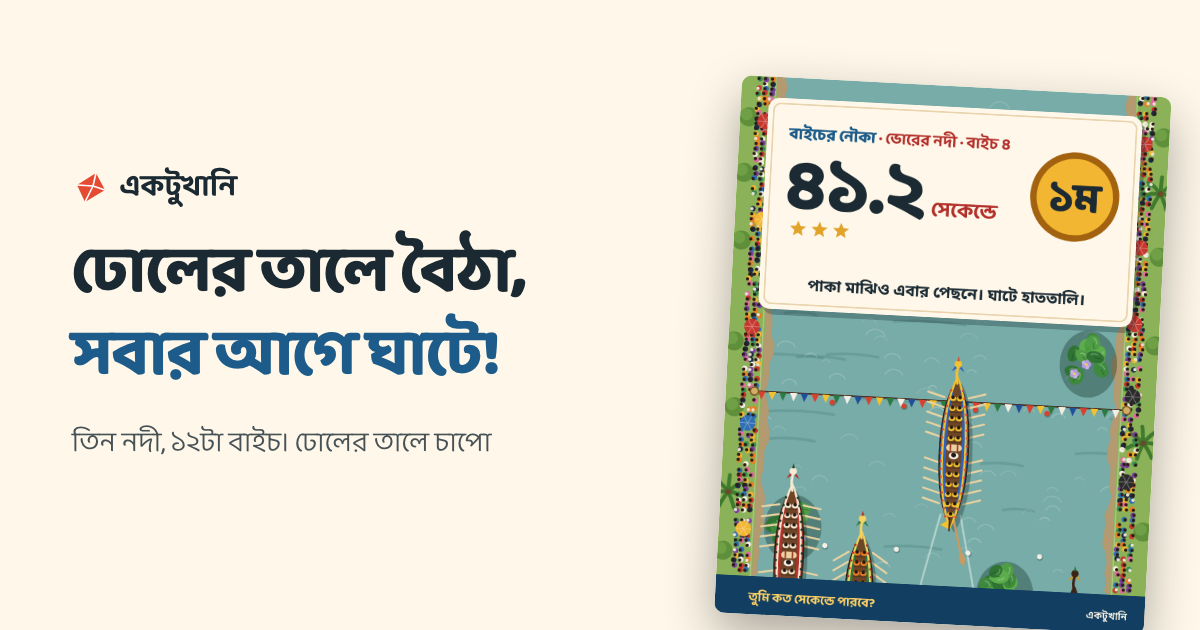 একটুখানি
ঢোলের তালে বৈঠা,
সবার আগে ঘাটে!
তিন নদী, ১২টা বাইচ। ঢোলের তালে চাপো
বাইচের নৌকা · ভোরের নদী · বাইচ ৪
৪১.২ সেকেন্ডে
১ম
পাকা মাঝিও এবার পেছনে। ঘাটে হাততালি।
তুমি কত সেকেন্ডে পারবে?
একটুখানি